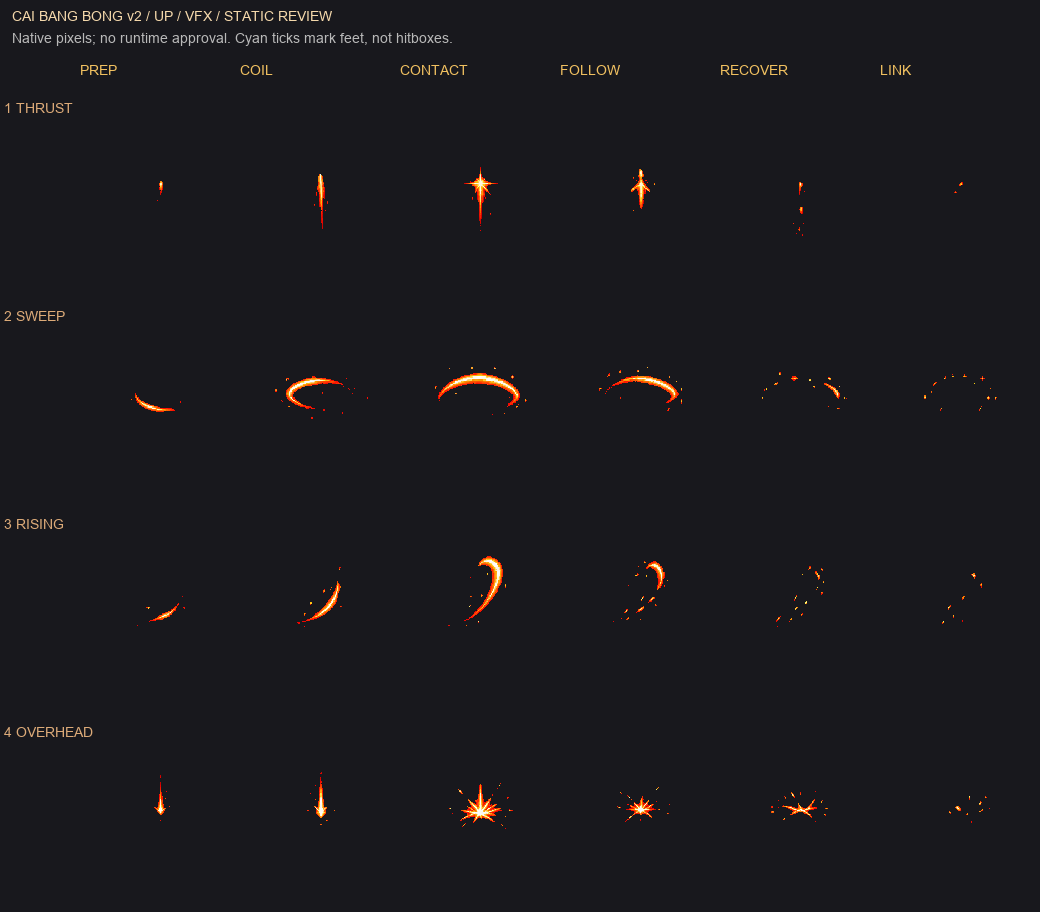 CAI BANG BONG v2 / UP / VFX / STATIC REVIEW
Native pixels; no runtime approval. Cyan ticks mark feet, not hitboxes.
PREP COIL CONTACT FOLLOW RECOVER LINK
1 THRUST
2 SWEEP
3 RISING
4 OVERHEAD